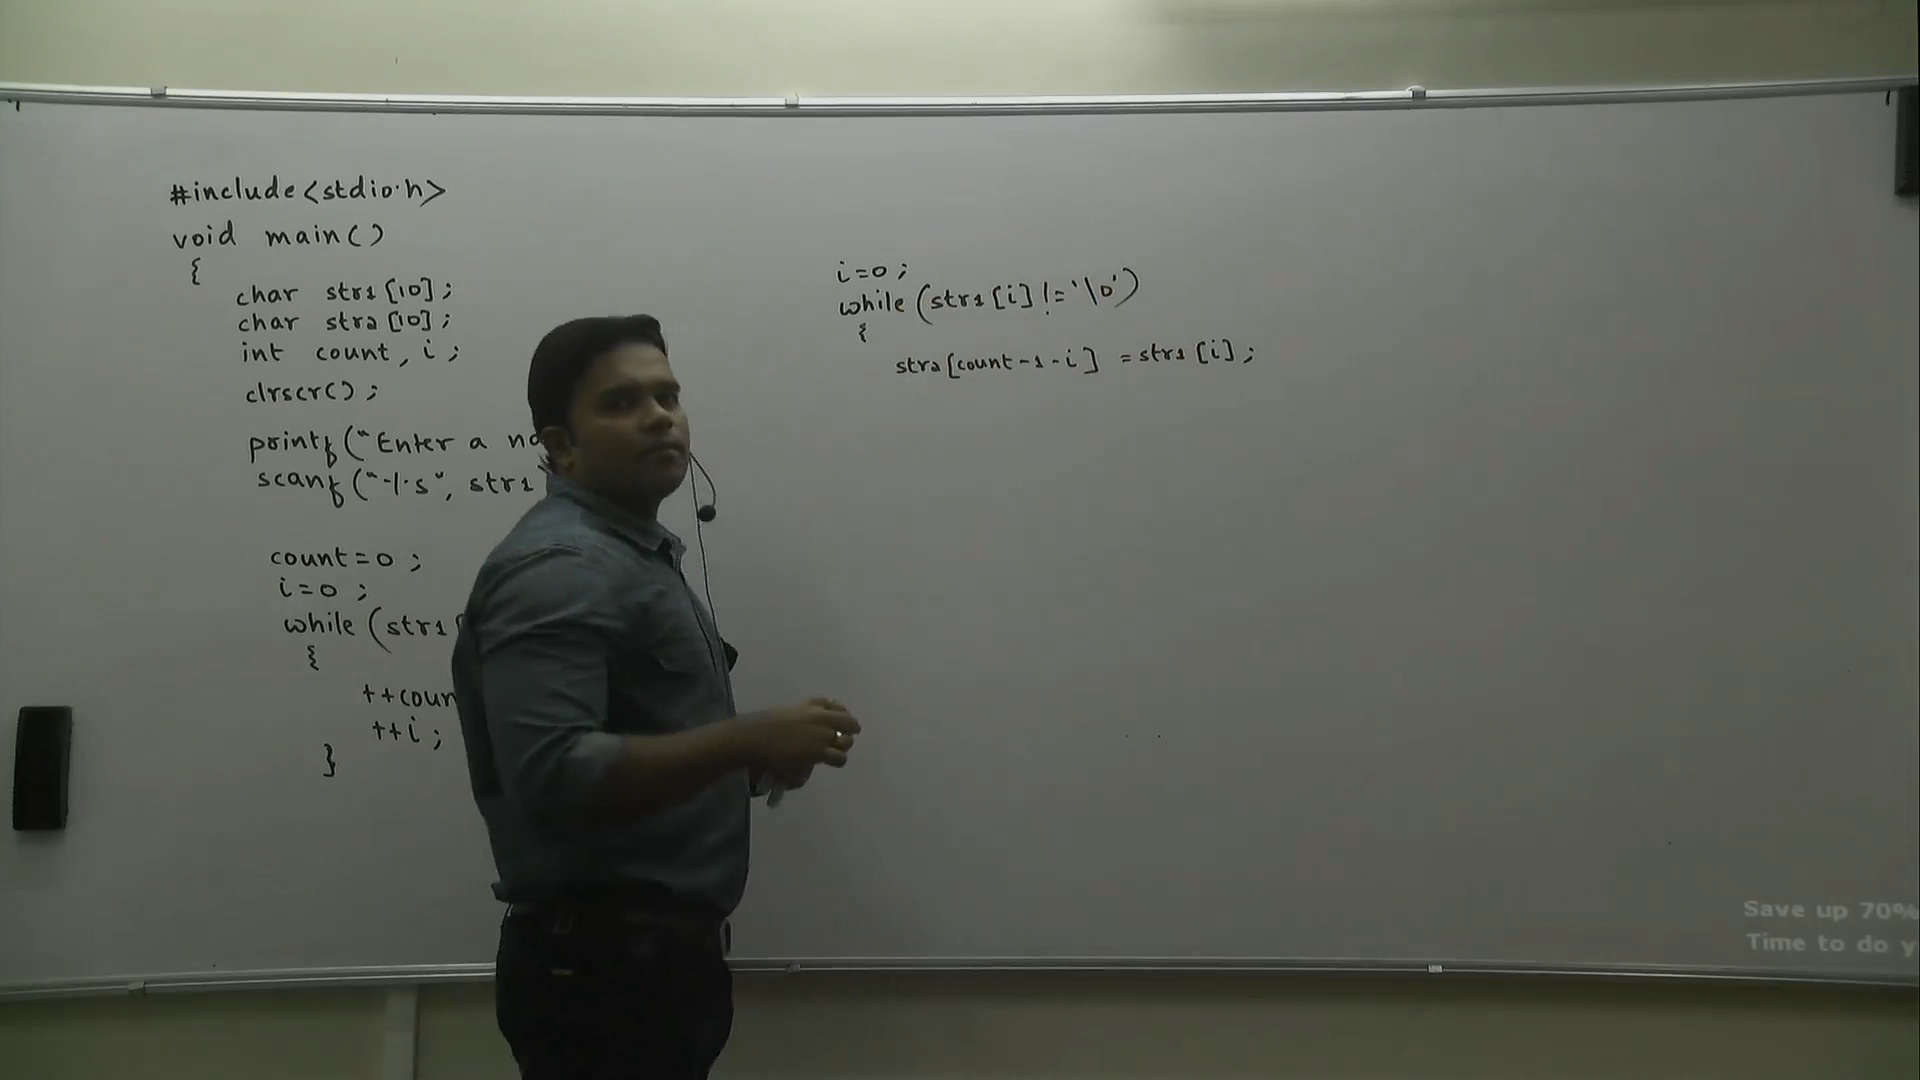 #include<stdio.h>
void main()
{
char str1[10];
char str2[10];
int count, i;
clrscr();
printf("Enter a
scanf("%s", str1
count=0;
i=0;
while (str1
{
++coun
++i;
}
i=0;
while (str1[i]!='\0')
{
str2[count-1-i] = str1[i];
Save up 70%
Time to do y